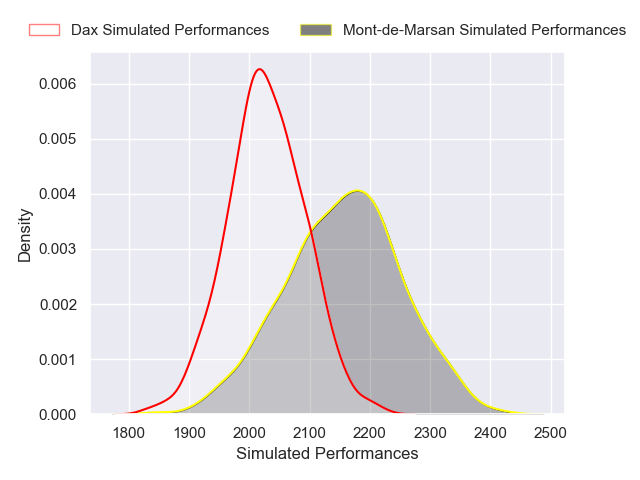 Dax Simulated Performances
Mont-de-Marsan Simulated Performances
0.006
0.005
0.004
0.003
0.002
0.001
0.000
Density
1800 1900 2000 2100 2200 2300 2400 2500
Simulated Performances